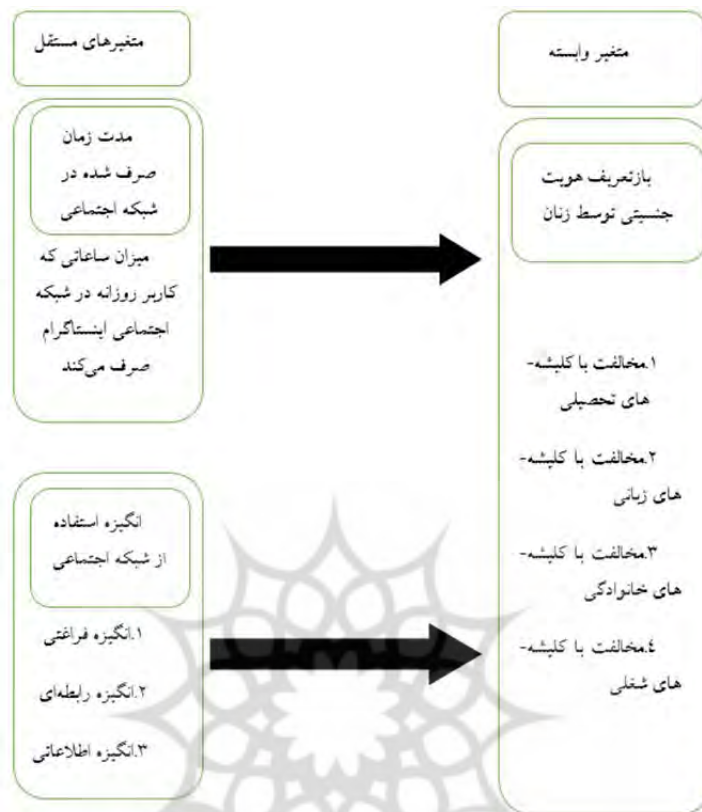 متغیرهای مستقل
متغیر وابسته
مدت زمان
صرف شده در
شبکه اجتماعی
میزان ساعاتی که
کاربر روزانه در شبکه
اجتماعی اینستاگرام
صرف می‌کند
انگیزه استفاده
از شبکه اجتماعی
۱.انگیزه فراغتی
۲.انگیزه رابطه‌ای
۳.انگیزه اطلاعاتی
بازتعریف هویت
جنسیتی توسط زنان
۱.مخالفت با کلیشه-
های تحصیلی
۲.مخالفت با کلیشه-
های زبانی
۳.مخالفت با کلیشه-
های خانوادگی
٤.مخالفت با کلیشه-
های شغلی